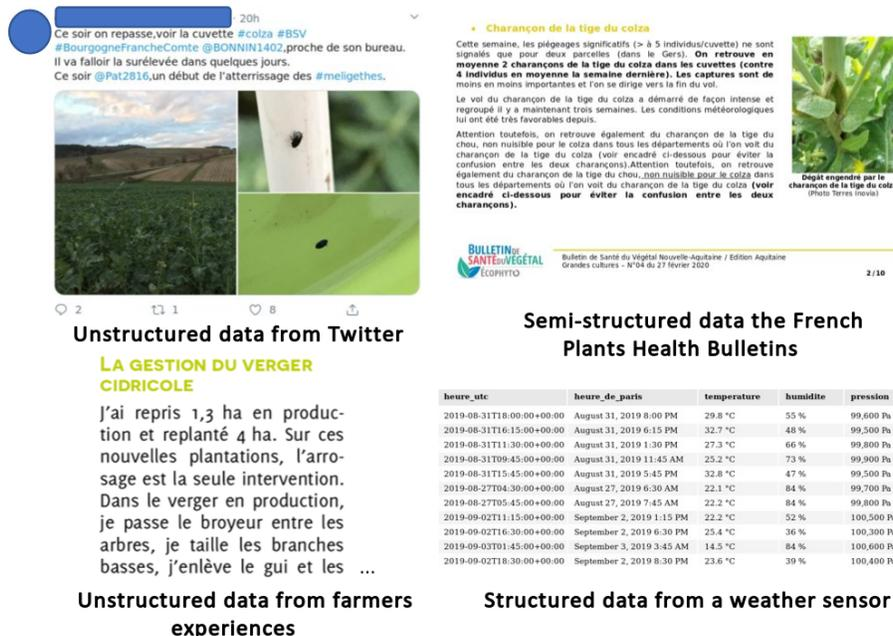 20h
Ce soir on repasse,voir la cuvette #colza #BSV
#BourgogneFrancheComte @BONNIN1402,proche de son bureau.
Il va falloir la surélevée dans quelques jours.
Ce soir @Pat2816,un début de l'atterrissage des #meligethes.
2 1 8
Unstructured data from Twitter
• Charançon de la tige du colza
Cette semaine, les piégeages significatifs (> à 5 individus/cuvette) ne sont
signalés que pour deux parcelles (dans le Gers). On retrouve en
moyenne 2 charançons de la tige du colza dans les cuvettes (contre
4 individus en moyenne la semaine dernière). Les captures sont de
moins en moins importantes et l'on se dirige vers la fin du vol.
Le vol du charançon de la tige du colza a démarré de façon intense et
regroupé il y a maintenant trois semaines. Les conditions météorologiques
lui ont été très favorables depuis.
Attention toutefois, on retrouve également du charançon de la tige du
chou, non nuisible pour le colza dans tous les départements où l'on voit du
charançon de la tige du colza (voir encadré ci-dessous pour éviter la
confusion entre les deux charançons).Attention toutefois, on retrouve
également du charançon de la tige du chou, non nuisible pour le colza dans
tous les départements où l'on voit du charançon de la tige du colza (voir
encadré ci-dessous pour éviter la confusion entre les deux
charançons).
Dégât engendré par le
charançon de la tige du colza
(Photo Terres Inovia)
BULLETIN DE
SANTÉ DU VÉGÉTAL
ÉCOPHYTO
Bulletin de Santé du Végétal Nouvelle-Aquitaine / Edition Aquitaine
Grandes cultures – N°04 du 27 février 2020
2/10
Semi-structured data the French
Plants Health Bulletins
LA GESTION DU VERGER
CIDRICOLE
J'ai repris 1,3 ha en produc-
tion et replanté 4 ha. Sur ces
nouvelles plantations, l'arro-
sage est la seule intervention.
Dans le verger en production,
je passe le broyeur entre les
arbres, je taille les branches
basses, j'enlève le gui et les ...
Unstructured data from farmers
experiences
heure_utc heure_de_paris temperature humidite pression
2019-08-31T18:00:00+00:00 August 31, 2019 8:00 PM 29.8 °C 55 % 99,600 Pa
2019-08-31T16:15:00+00:00 August 31, 2019 6:15 PM 32.7 °C 48 % 99,500 Pa
2019-08-31T11:30:00+00:00 August 31, 2019 1:30 PM 27.3 °C 66 % 99,800 Pa
2019-08-31T09:45:00+00:00 August 31, 2019 11:45 AM 25.2 °C 73 % 99,900 Pa
2019-08-31T15:45:00+00:00 August 31, 2019 5:45 PM 32.8 °C 47 % 99,500 Pa
2019-08-27T04:30:00+00:00 August 27, 2019 6:30 AM 22.1 °C 84 % 99,700 Pa
2019-08-27T05:45:00+00:00 August 27, 2019 7:45 AM 22.2 °C 84 % 99,800 Pa
2019-09-02T11:15:00+00:00 September 2, 2019 1:15 PM 22.2 °C 52 % 100,500 P
2019-09-02T16:30:00+00:00 September 2, 2019 6:30 PM 25.4 °C 36 % 100,300 P
2019-09-03T01:45:00+00:00 September 3, 2019 3:45 AM 14.5 °C 84 % 100,600 P
2019-09-02T18:30:00+00:00 September 2, 2019 8:30 PM 23.6 °C 39 % 100,400 P
Structured data from a weather sensor